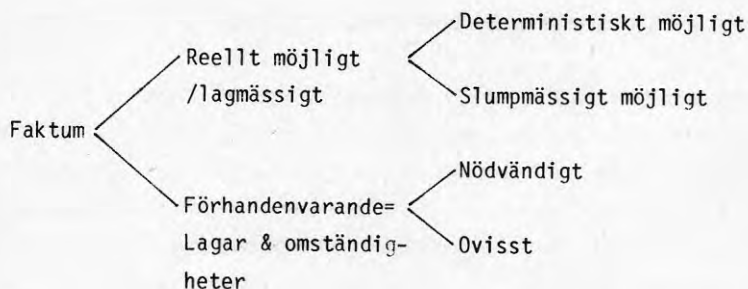 Deterministiskt möjligt
Reellt möjligt
/lagmässigt
Slumpmässigt möjligt
Faktum
Nödvändigt
Förhandenvarande=
Lagar & omständig-
heter
Ovisst